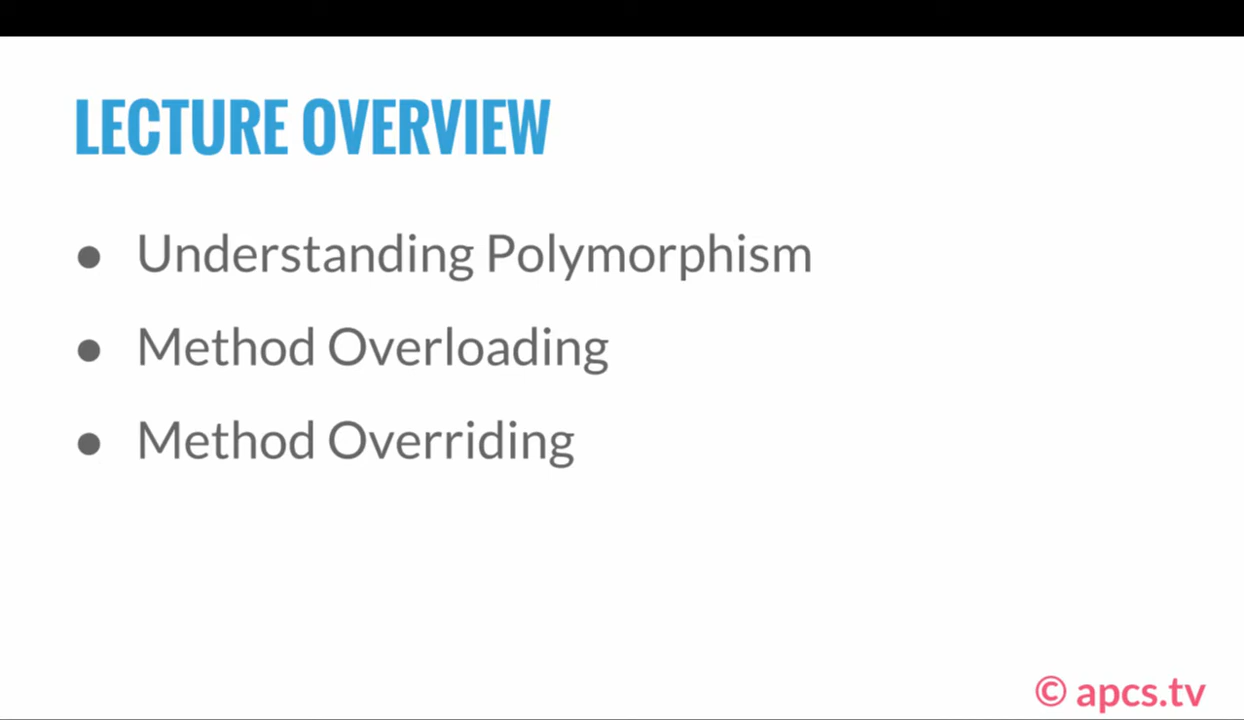 LECTURE OVERVIEW
● Understanding Polymorphism
● Method Overloading
● Method Overriding
© apcs.tv